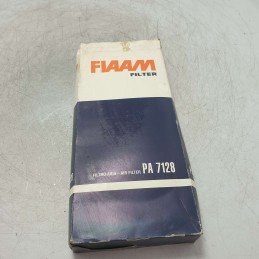 FIAAM
FILTER
FILTRO ARIA - AIR FILTER PA 7128